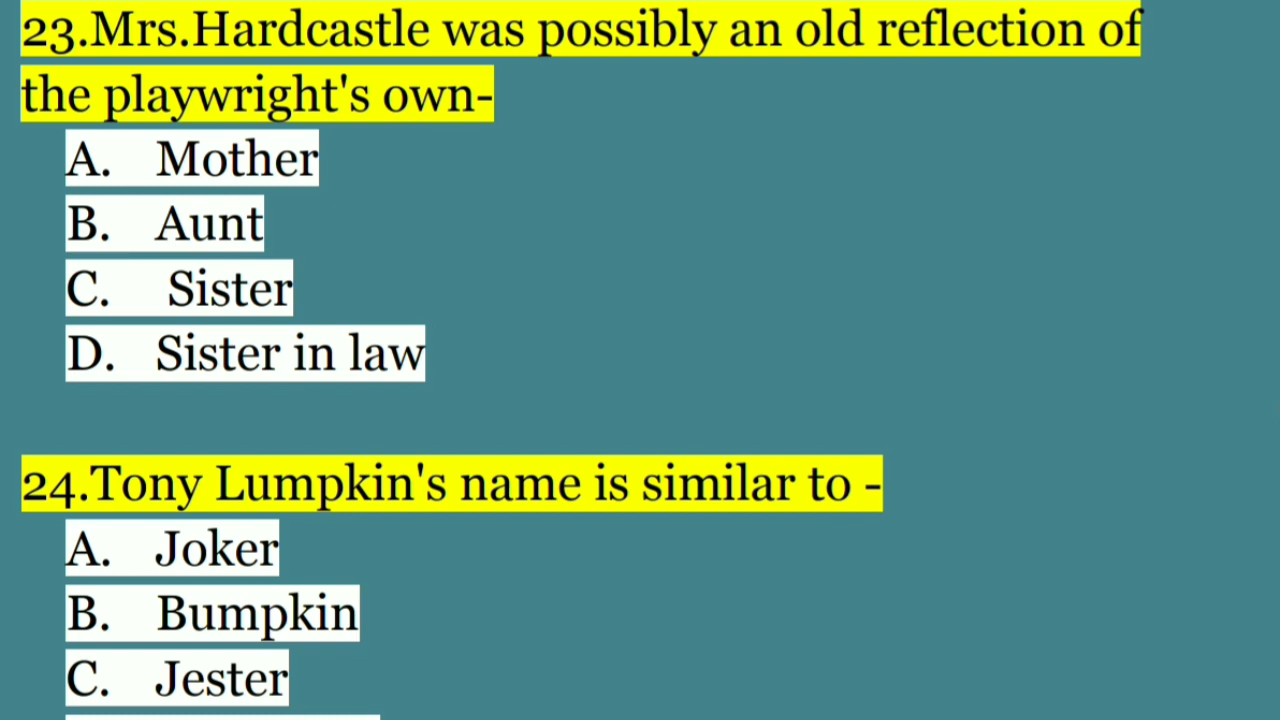 23.Mrs.Hardcastle was possibly an old reflection of
the playwright's own-
A. Mother
B. Aunt
C. Sister
D. Sister in law
24.Tony Lumpkin's name is similar to -
A. Joker
B. Bumpkin
C. Jester